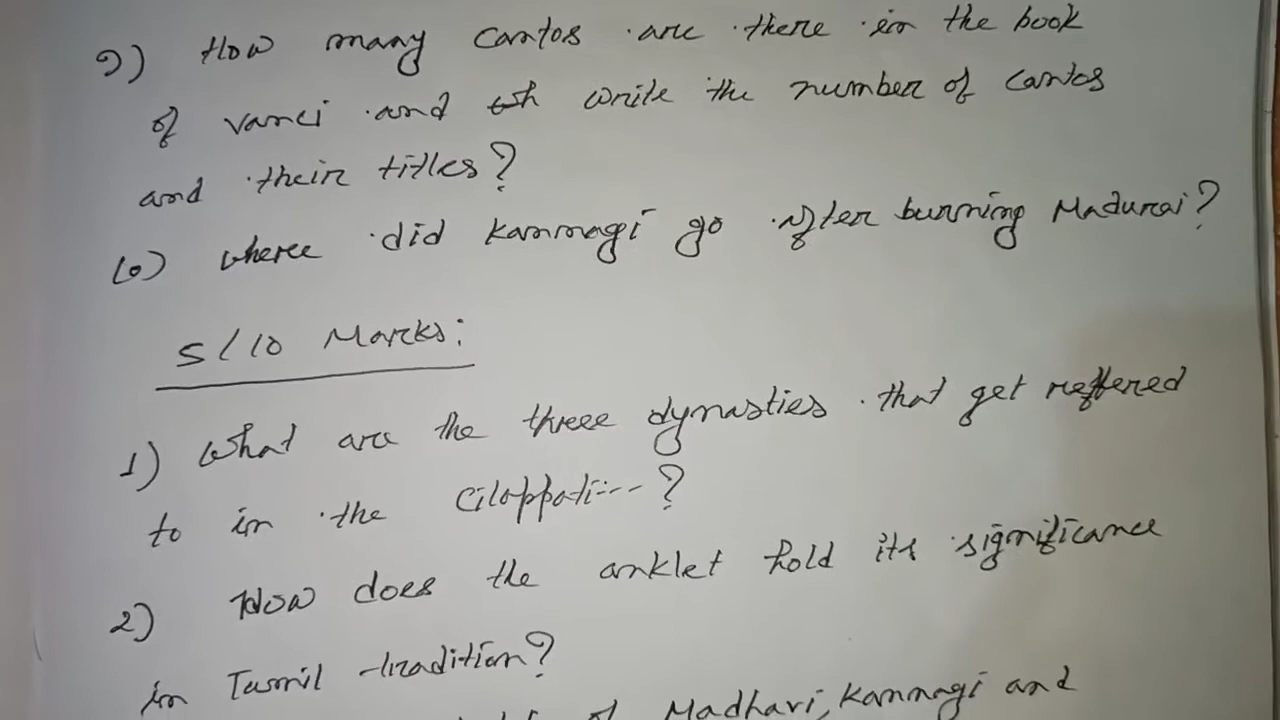 9) How many cantos are there in the book
of vanci and write the number of cantos
and their titles?
10) where did kannagi go after burning Madurai?
5/10 Marks:
1) What are the three dynasties that get reffered
to in the Cilappati---?
2) How does the anklet hold its significance
in Tamil tradition?
of Madhavi, Kannagi and